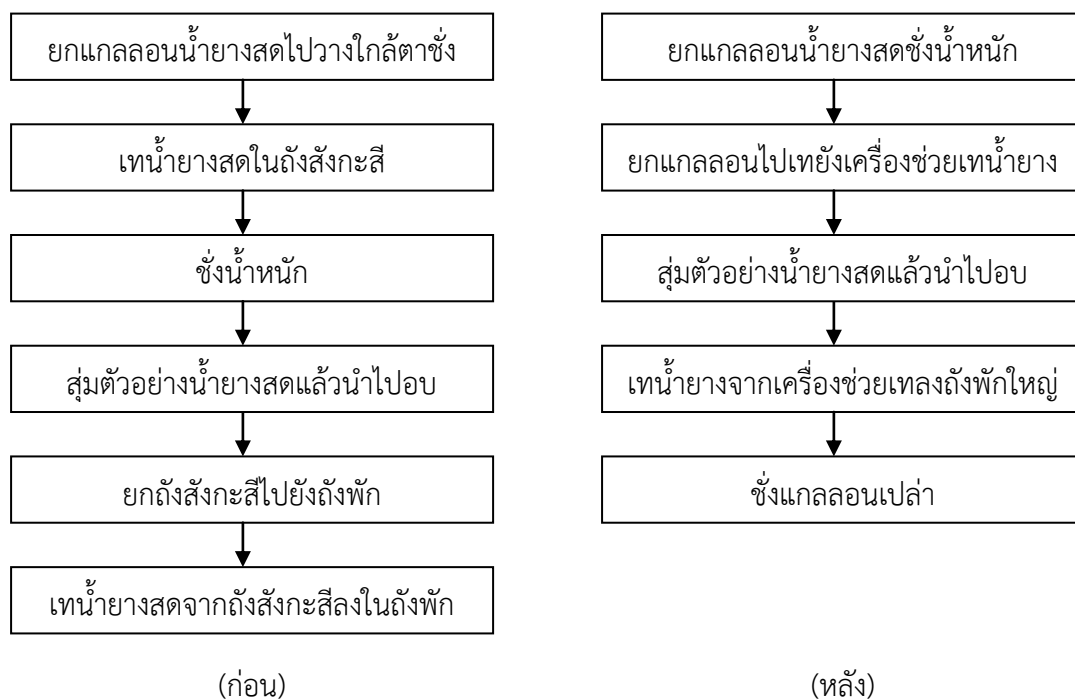 ยกแกลลอนน้ำยางสดไปวางใกล้ตาชั่ง
เทน้ำยางสดในถังสังกะสี
ชั่งน้ำหนัก
สุ่มตัวอย่างน้ำยางสดแล้วนำไปอบ
ยกถังสังกะสีไปยังถังพัก
เทน้ำยางสดจากถังสังกะสีลงในถังพัก
(ก่อน)
ยกแกลลอนน้ำยางสดชั่งน้ำหนัก
ยกแกลลอนไปเทยังเครื่องช่วยเทน้ำยาง
สุ่มตัวอย่างน้ำยางสดแล้วนำไปอบ
เทน้ำยางจากเครื่องช่วยเทลงถังพักใหญ่
ชั่งแกลลอนเปล่า
(หลัง)